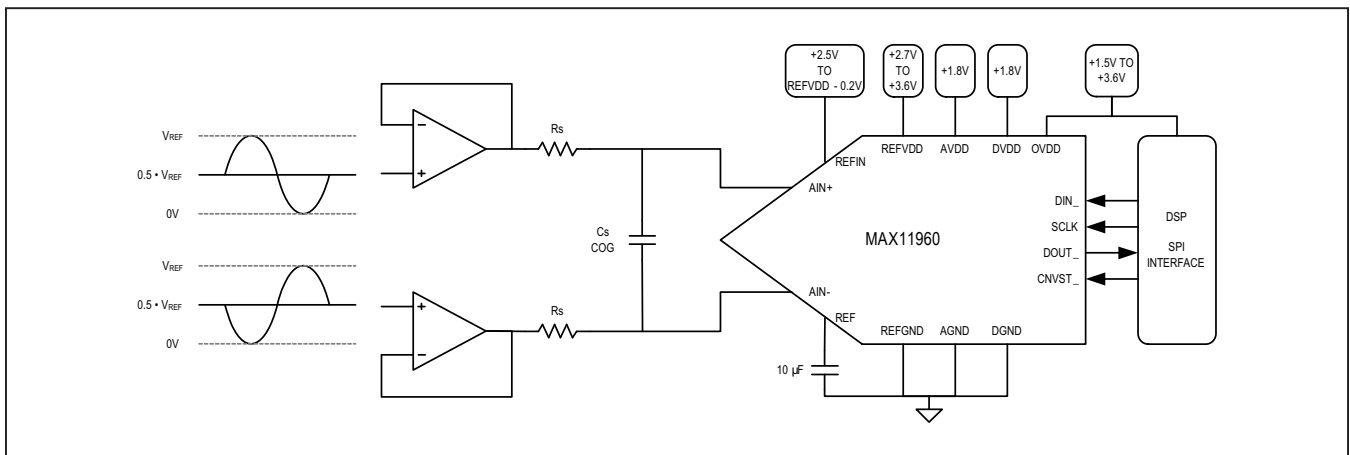 +2.5V
TO
REFVDD - 0.2V
+2.7V
TO
+3.6V
+1.8V
+1.8V
+1.5V TO
+3.6V
VREF
0.5 • VREF
0V
VREF
0.5 • VREF
0V
-
+
Rs
+
-
Rs
Cs
COG
REFIN
REFVDD
AVDD
DVDD
OVDD
AIN+
MAX11960
AIN-
REF
REFGND
AGND
DGND
10 µF
DIN_
SCLK
DOUT_
CNVST_
DSP
SPI
INTERFACE